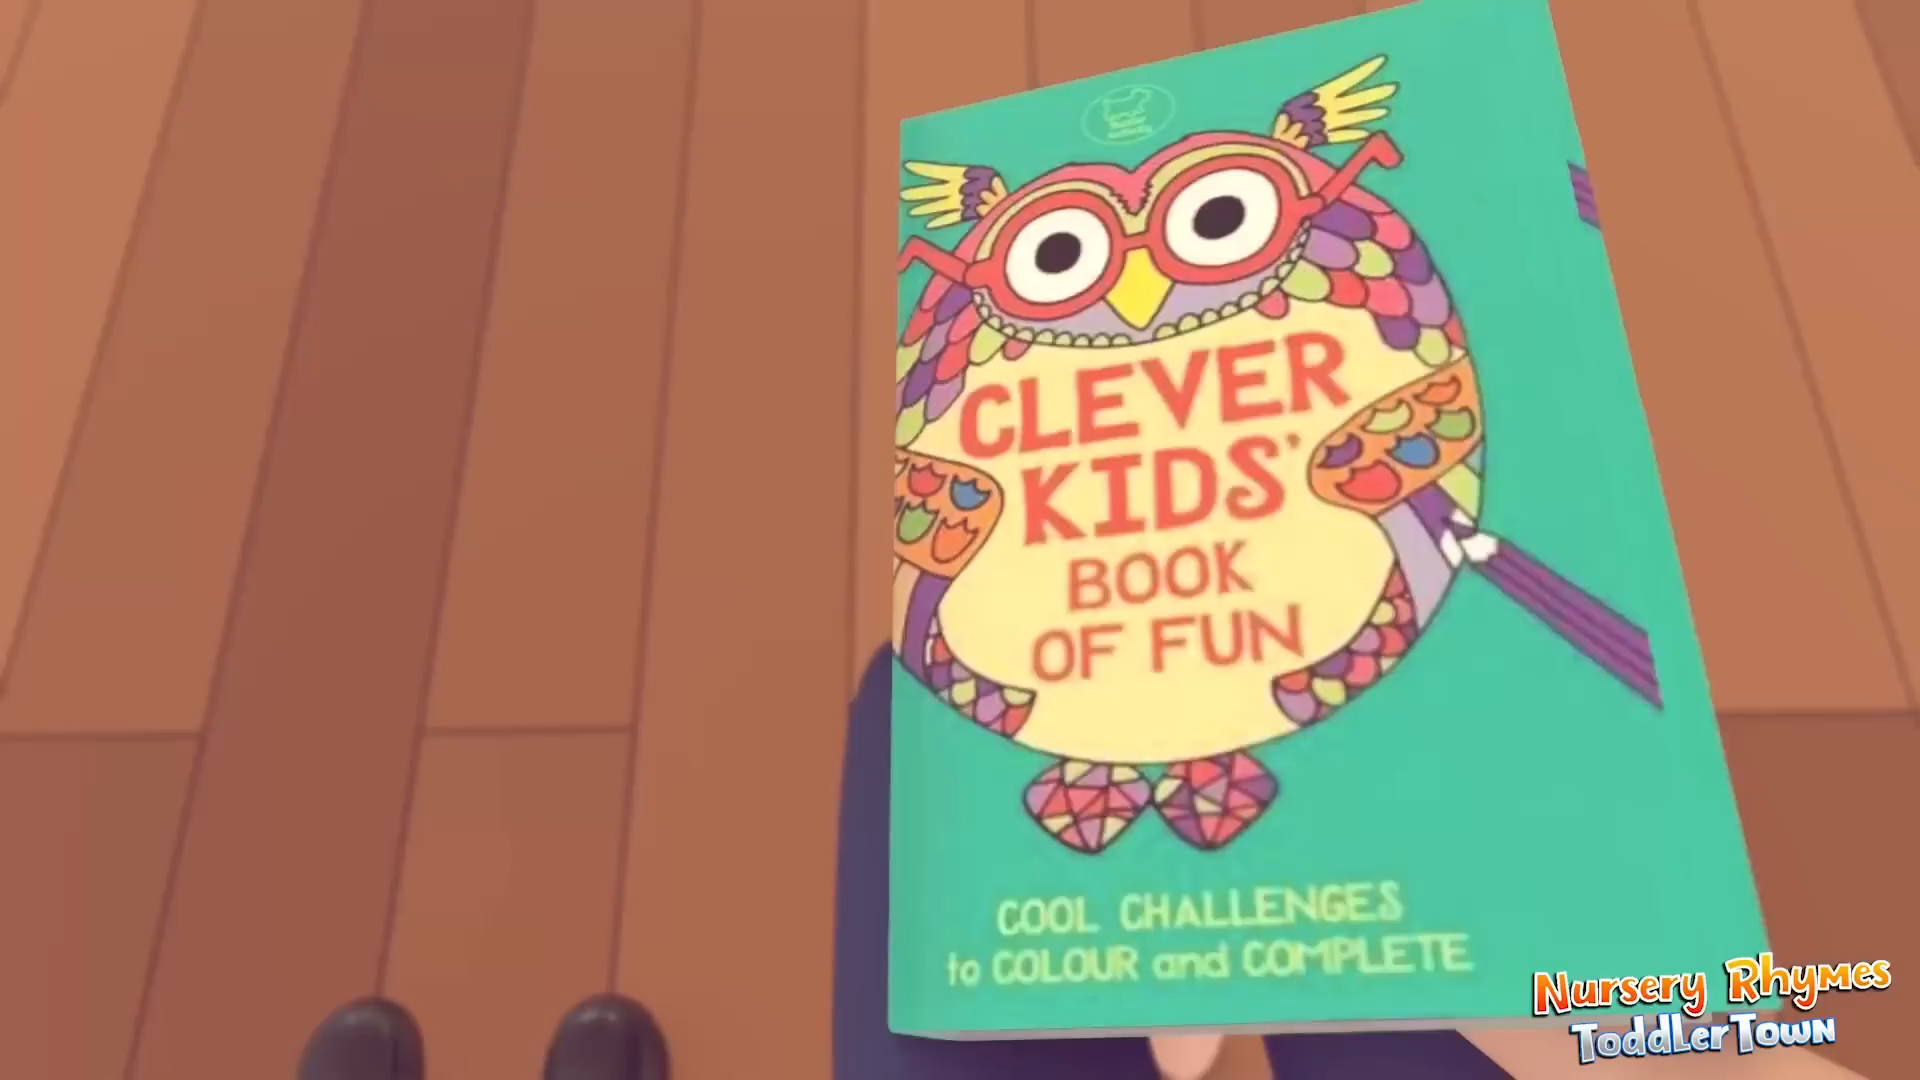 CLEVER
KIDS'
BOOK
OF FUN
COOL CHALLENGES
to COLOUR and COMPLETE
Nursery Rhymes
ToddlerTown